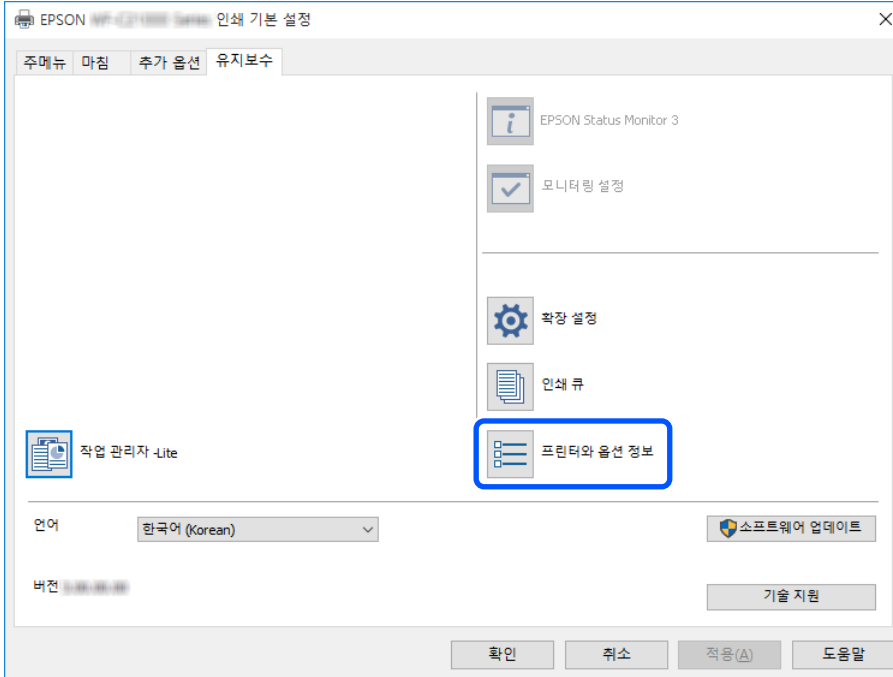 EPSON 인쇄 기본 설정
주메뉴 마침 추가 옵션 유지보수
EPSON Status Monitor 3
모니터링 설정
확장 설정
인쇄 큐
작업 관리자 -Lite
프린터와 옵션 정보
언어
한국어 (Korean)
소프트웨어 업데이트
버전
기술 지원
확인
취소
적용(A)
도움말